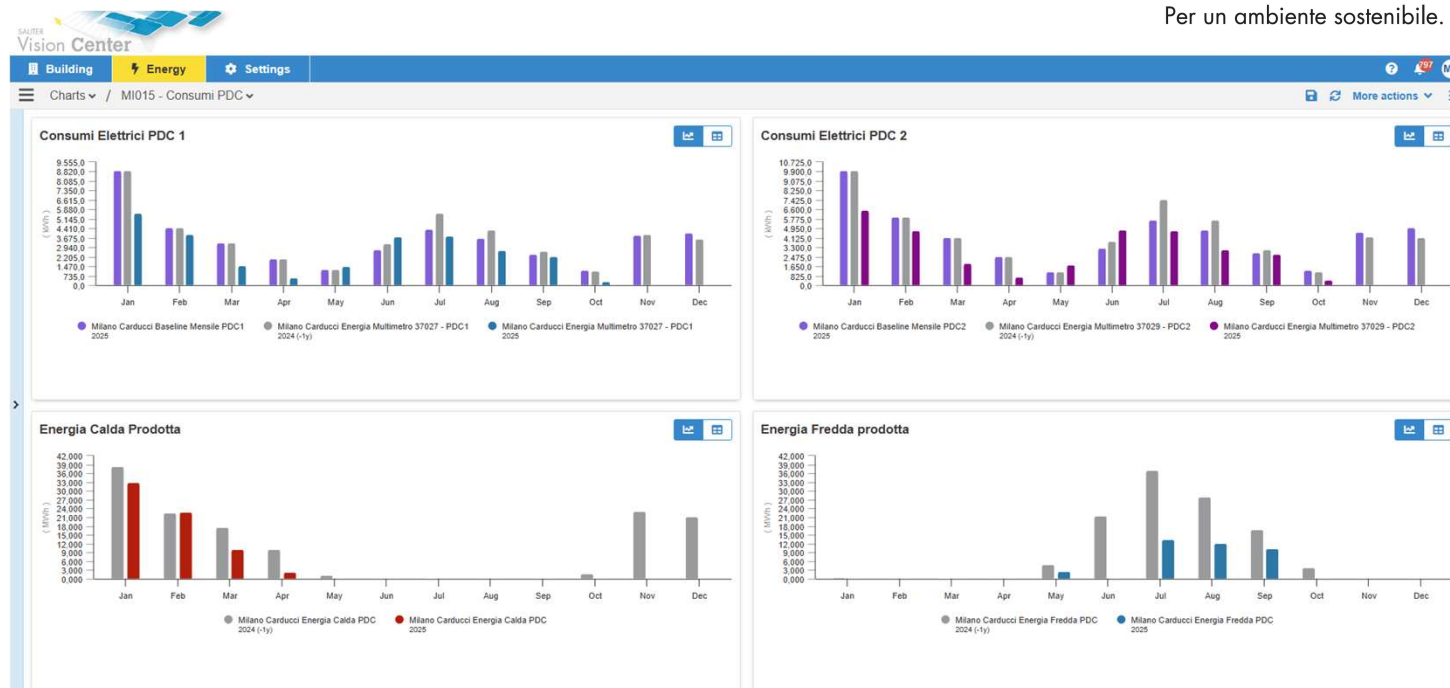 Per un ambiente sostenibile.
SAUTER
Vision Center
Building
Energy
Settings
797
Charts / MI015 - Consumi PDC
More actions
Consumi Elettrici PDC 1
9.555,0
8.820,0
8.085,0
7.350,0
6.615,0
5.880,0
5.145,0
4.410,0
3.675,0
2.940,0
2.205,0
1.470,0
735,0
0,0
( kWh )
Jan Feb Mar Apr May Jun Jul Aug Sep Oct Nov Dec
Milano Carducci Baseline Mensile PDC1
2025
Milano Carducci Energia Multimetro 37027 - PDC1
2024 (-1y)
Milano Carducci Energia Multimetro 37027 - PDC1
2025
Consumi Elettrici PDC 2
10.725,0
9.900,0
9.075,0
8.250,0
7.425,0
6.600,0
5.775,0
4.950,0
4.125,0
3.300,0
2.475,0
1.650,0
825,0
0,0
( kWh )
Jan Feb Mar Apr May Jun Jul Aug Sep Oct Nov Dec
Milano Carducci Baseline Mensile PDC2
2025
Milano Carducci Energia Multimetro 37029 - PDC2
2024 (-1y)
Milano Carducci Energia Multimetro 37029 - PDC2
2025
Energia Calda Prodotta
42,000
39,000
36,000
33,000
30,000
27,000
24,000
21,000
18,000
15,000
12,000
9,000
6,000
3,000
0,000
( MWh )
Jan Feb Mar Apr May Jun Jul Aug Sep Oct Nov Dec
Milano Carducci Energia Calda PDC
2024 (-1y)
Milano Carducci Energia Calda PDC
2025
Energia Fredda prodotta
42,000
39,000
36,000
33,000
30,000
27,000
24,000
21,000
18,000
15,000
12,000
9,000
6,000
3,000
0,000
( MWh )
Jan Feb Mar Apr May Jun Jul Aug Sep Oct Nov Dec
Milano Carducci Energia Fredda PDC
2024 (-1y)
Milano Carducci Energia Fredda PDC
2025